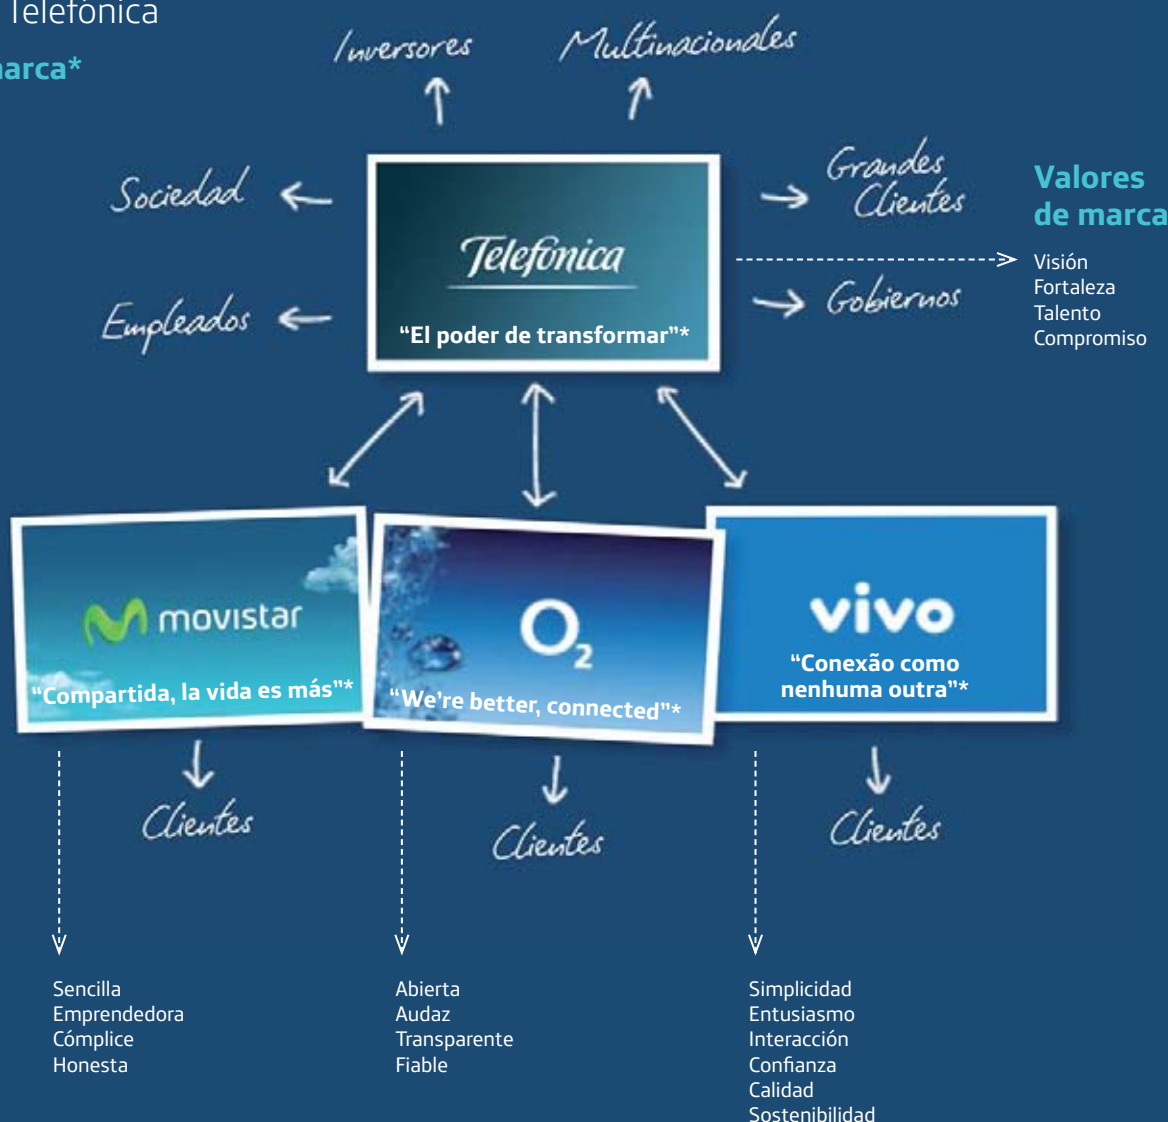 Telefónica
marca*
Inversores
Multinacionales
Sociedad
Grandes
Clientes
Empleados
Gobiernos
Telefónica
“El poder de transformar”*
Valores
de marca
Visión
Fortaleza
Talento
Compromiso
movistar
“Compartida, la vida es más”*
O₂
“We’re better, connected”*
vivo
“Conexão como
nenhuma outra”*
Clientes
Clientes
Clientes
Sencilla
Emprendedora
Cómplice
Honesta
Abierta
Audaz
Transparente
Fiable
Simplicidad
Entusiasmo
Interacción
Confianza
Calidad
Sostenibilidad